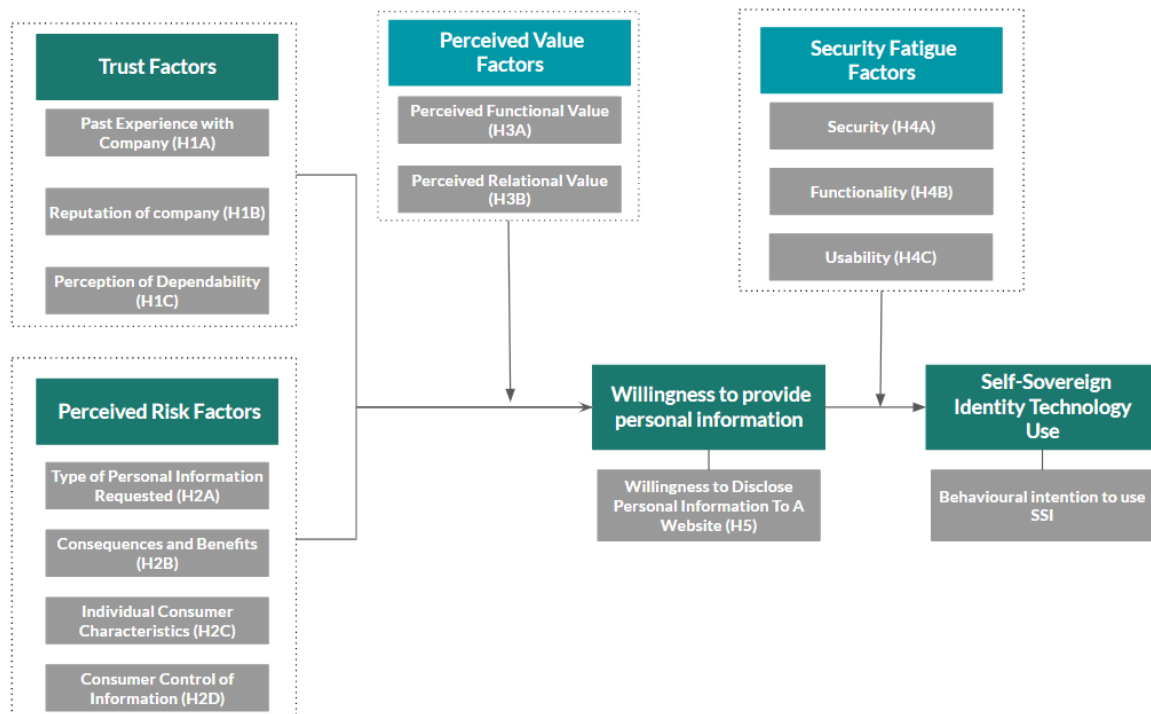 Trust Factors
Past Experience with
Company (H1A)
Reputation of company (H1B)
Perception of Dependability
(H1C)
Perceived Risk Factors
Type of Personal Information
Requested (H2A)
Consequences and Benefits
(H2B)
Individual Consumer
Characteristics (H2C)
Consumer Control of
Information (H2D)
Perceived Value
Factors
Perceived Functional Value
(H3A)
Perceived Relational Value
(H3B)
Security Fatigue
Factors
Security (H4A)
Functionality (H4B)
Usability (H4C)
Willingness to provide
personal information
Willingness to Disclose
Personal Information To A
Website (H5)
Self-Sovereign
Identity Technology
Use
Behavioural intention to use
SSI